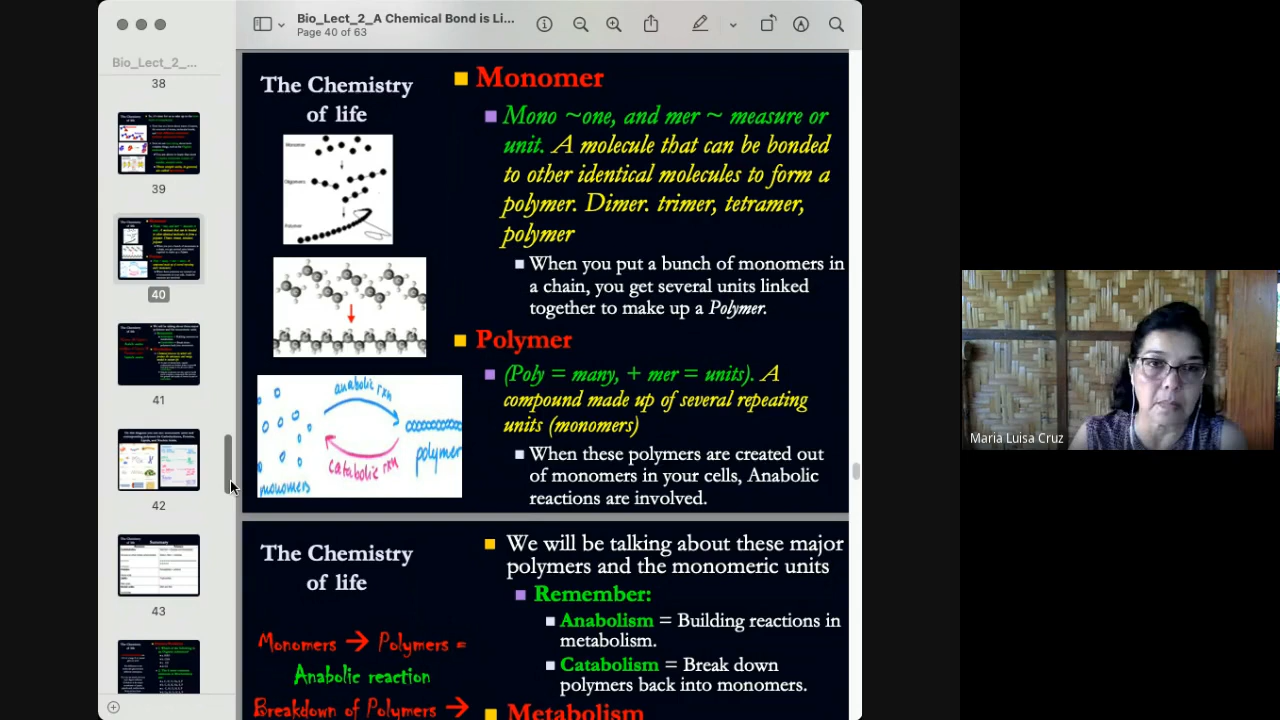 Bio_Lect_2_A Chemical Bond is Li...
Page 40 of 63
Bio_Lect_2_...
38
39
40
41
42
43
The Chemistry
of life
Monomer
Mono ~one, and mer ~ measure or
unit. A molecule that can be bonded
to other identical molecules to form a
polymer. Dimer. trimer, tetramer,
polymer
When you put a bunch of monomers in
a chain, you get several units linked
together to make up a Polymer.
Polymer
(Poly = many, + mer = units). A
compound made up of several repeating
units (monomers)
When these polymers are created out
of monomers in your cells, Anabolic
reactions are involved.
anabolic rxn
catabolic rxn
monomers
polymer
The Chemistry
of life
Monomers → Polymers =
Anabolic reaction
Breakdown of Polymers →
We will be talking about these major
polymers and the monomeric units
Remember:
Anabolism = Building reactions in
metabolism.
Catabolism = Break down
polymers back into monomers.
Metabolism
Maria Luisa Cruz